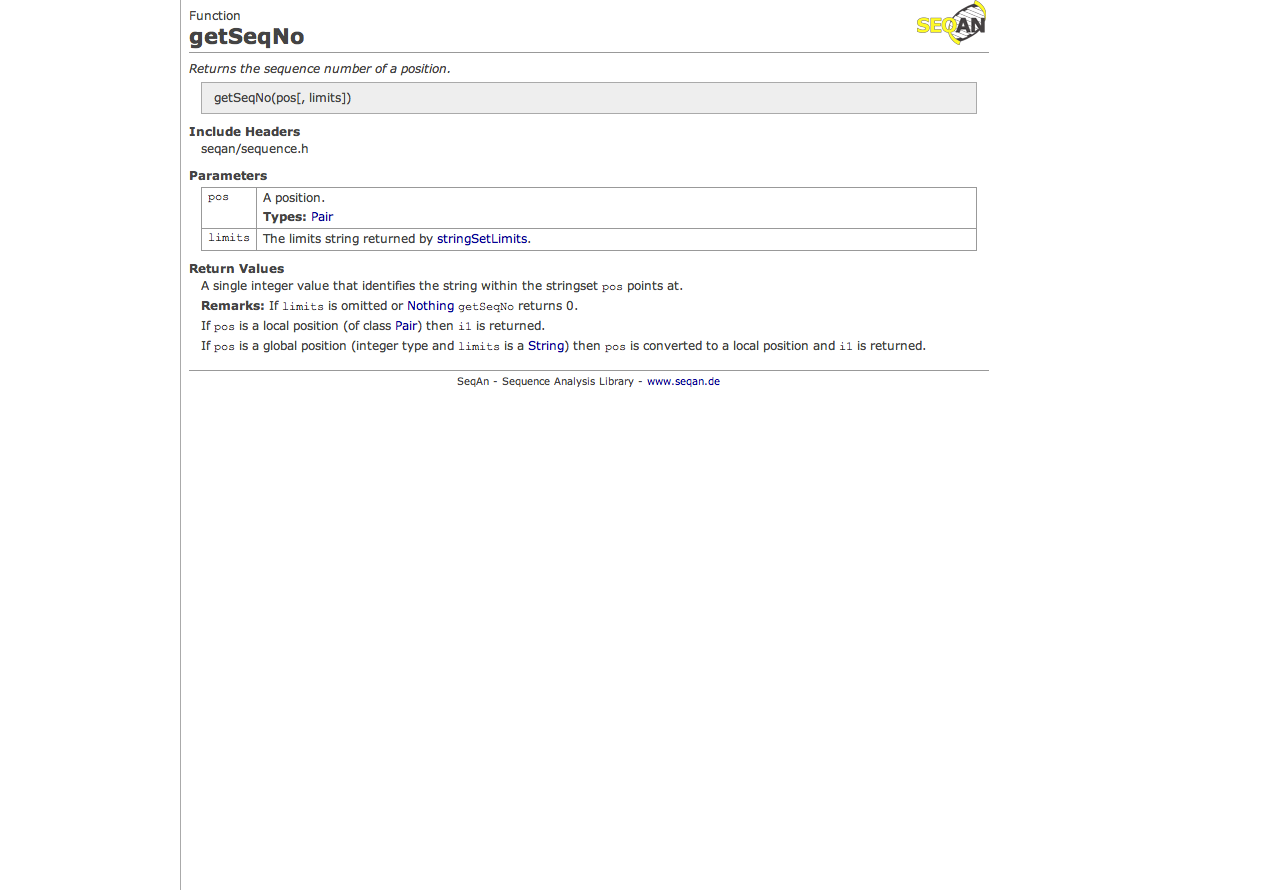 Function
SEQAN
getSeqNo
Returns the sequence number of a position.
getSeqNo(pos[, limits])
Include Headers
seqan/sequence.h
Parameters
pos A position.
Types: Pair
limits The limits string returned by stringSetLimits.
Return Values
A single integer value that identifies the string within the stringset pos points at.
Remarks: If limits is omitted or Nothing getSeqNo returns 0.
If pos is a local position (of class Pair) then i1 is returned.
If pos is a global position (integer type and limits is a String) then pos is converted to a local position and i1 is returned.
SeqAn - Sequence Analysis Library - www.seqan.de